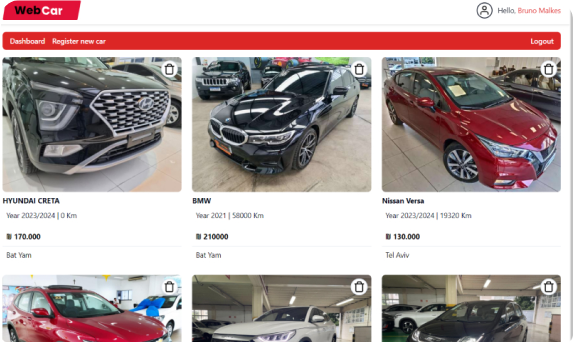 WebCar
Hello, Bruno Malkes
Dashboard Register new car Logout
HYUNDAI CRETA BMW Nissan Versa
Year 2023/2024 | 0 Km Year 2021 | 58000 Km Year 2023/2024 | 19320 Km
₪ 170.000 ₪ 210000 ₪ 130.000
Bat Yam Bat Yam Tel Aviv